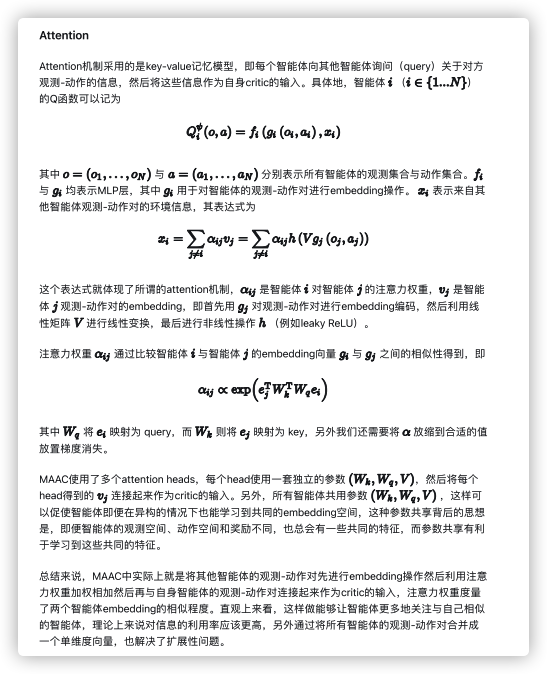 Attention
Attention机制采用的是key-value记忆模型，即每个智能体向其他智能体询问（query）关于对方
观测-动作的信息，然后将这些信息作为自身critic的输入。具体地，智能体 i （i ∈ {1...N}）
的Q函数可以记为
Q_i^ψ(o, a) = f_i (g_i (o_i, a_i) , x_i)
其中 o = (o_1, ..., o_N) 与 a = (a_1, ..., a_N) 分别表示所有智能体的观测集合与动作集合。f_i
与 g_i 均表示MLP层，其中 g_i 用于对智能体的观测-动作对进行embedding操作。 x_i 表示来自其
他智能体观测-动作对的环境信息，其表达式为
x_i = ∑_{j≠i} α_{ij} v_j = ∑_{j≠i} α_{ij} h (V g_j (o_j, a_j))
这个表达式就体现了所谓的attention机制，α_{ij} 是智能体 i 对智能体 j 的注意力权重，v_j 是智能
体 j 观测-动作对的embedding，即首先用 g_j 对观测-动作对进行embedding编码，然后利用线
性矩阵 V 进行线性变换，最后进行非线性操作 h （例如leaky ReLU）。
注意力权重 α_{ij} 通过比较智能体 i 与智能体 j 的embedding向量 g_i 与 g_j 之间的相似性得到，即
α_{ij} ∝ exp(e_j^T W_k^T W_q e_i)
其中 W_q 将 e_i 映射为 query，而 W_k 则将 e_j 映射为 key，另外我们还需要将 α 放缩到合适的值
放置梯度消失。
MAAC使用了多个attention heads，每个head使用一套独立的参数 (W_k, W_q, V)，然后将每个
head得到的 v_j 连接起来作为critic的输入。另外，所有智能体共用参数 (W_k, W_q, V) ，这样可
以促使智能体即便在异构的情况下也能学习到共同的embedding空间，这种参数共享背后的思想
是，即便智能体的观测空间、动作空间和奖励不同，也总会有一些共同的特征，而参数共享有利
于学习到这些共同的特征。
总结来说，MAAC中实际上就是将其他智能体的观测-动作对先进行embedding操作然后利用注意
力权重加权相加然后再与自身智能体的观测-动作对连接起来作为critic的输入，注意力权重度量
了两个智能体embedding的相似程度。直观上来看，这样做能够让智能体更多地关注与自己相似
的智能体，理论上来说对信息的利用率应该更高，另外通过将所有智能体的观测-动作对合并成
一个单维度向量，也解决了扩展性问题。